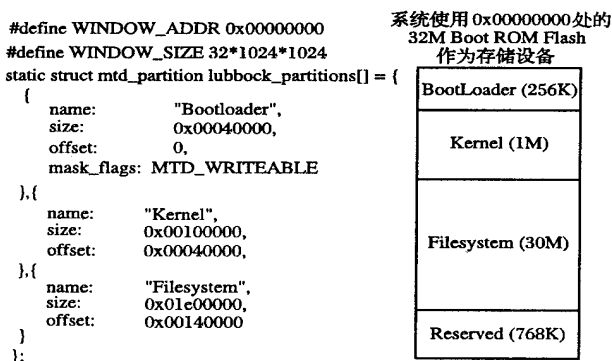 #define WINDOW_ADDR 0x00000000
#define WINDOW_SIZE 32*1024*1024
static struct mtd_partition lubbock_partitions[] = {
{
name: "Bootloader",
size: 0x00040000,
offset: 0,
mask_flags: MTD_WRITEABLE
},{
name: "Kernel",
size: 0x00100000,
offset: 0x00040000,
},{
name: "Filesystem",
size: 0x01e00000,
offset: 0x00140000
}
};
系统使用0x00000000处的
32M Boot ROM Flash
作为存储设备
BootLoader (256K)
Kernel (1M)
Filesystem (30M)
Reserved (768K)